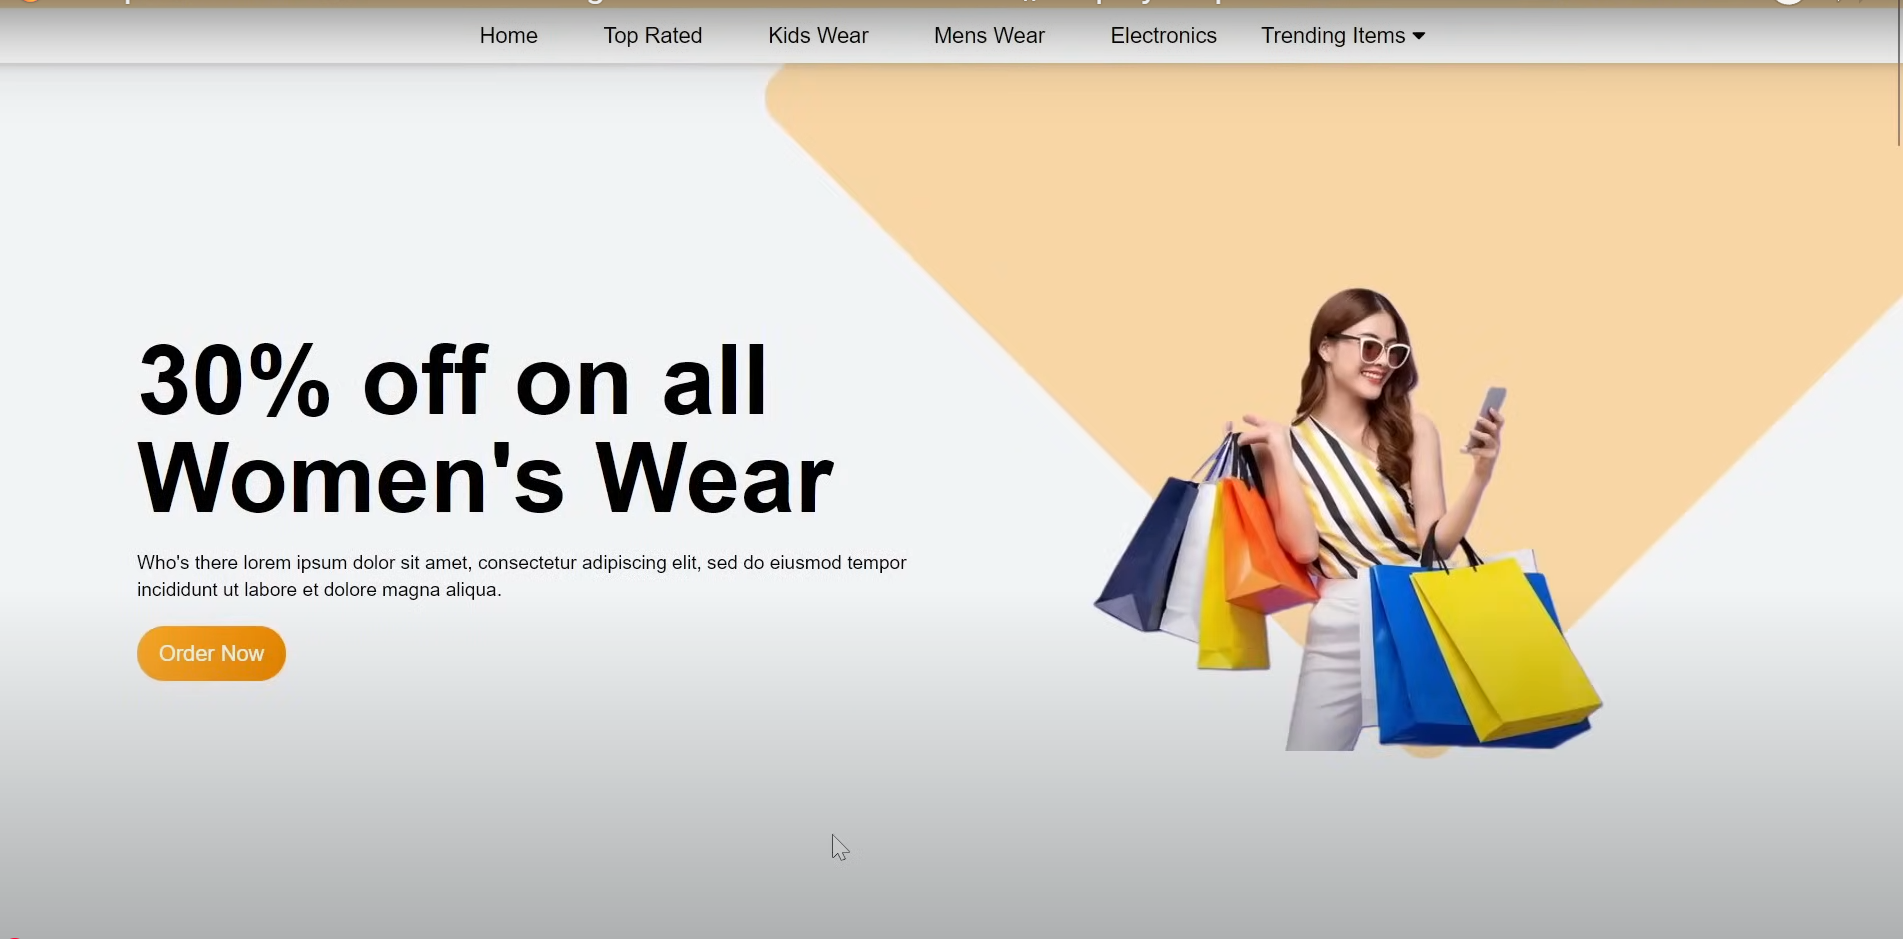 Home Top Rated Kids Wear Mens Wear Electronics Trending Items
30% off on all
Women's Wear
Who's there lorem ipsum dolor sit amet, consectetur adipiscing elit, sed do eiusmod tempor
incididunt ut labore et dolore magna aliqua.
Order Now